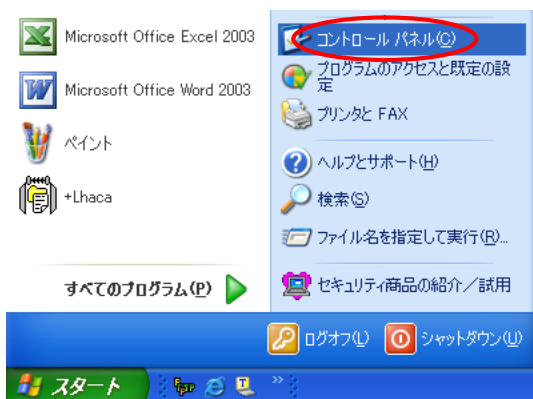 Microsoft Office Excel 2003
Microsoft Office Word 2003
ペイント
+Lhaca
すべてのプログラム(P)
コントロール パネル(C)
プログラムのアクセスと既定の設
定
プリンタと FAX
ヘルプとサポート(H)
検索(S)
ファイル名を指定して実行(R)...
セキュリティ商品の紹介／試用
ログオフ(L)
シャットダウン(U)
スタート